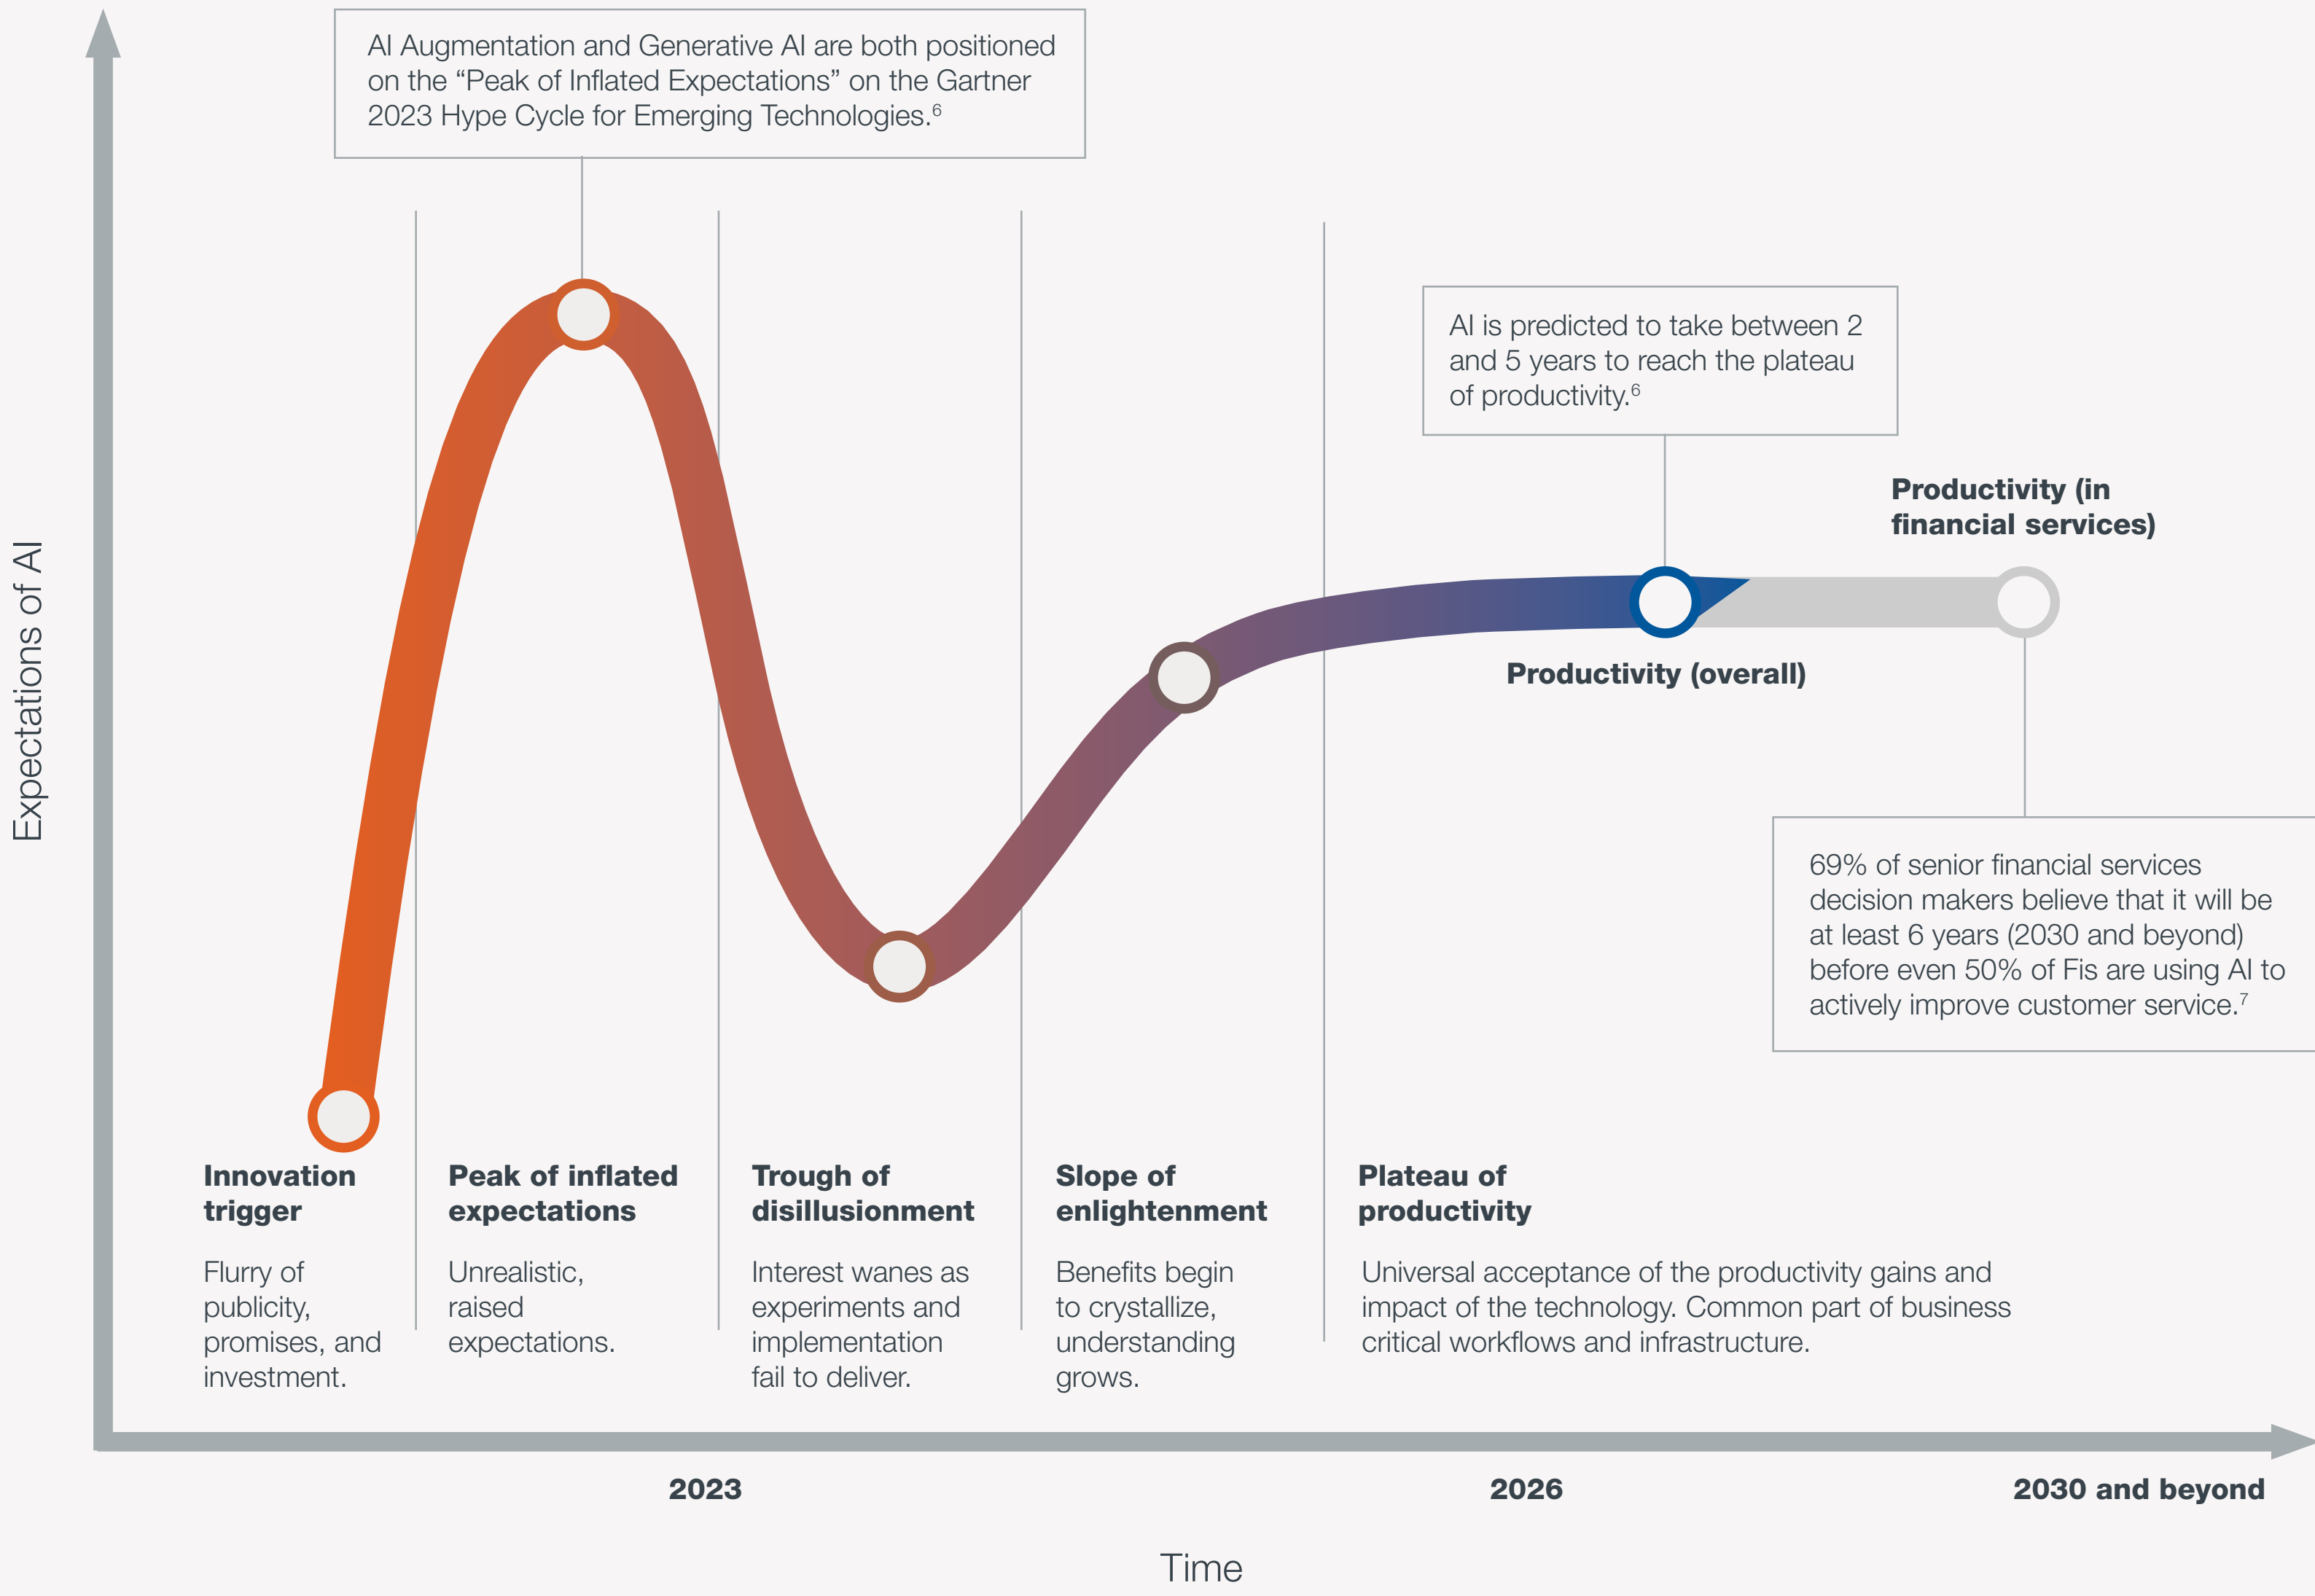 AI Augmentation and Generative AI are both positioned
on the “Peak of Inflated Expectations” on the Gartner
2023 Hype Cycle for Emerging Technologies.6
AI is predicted to take between 2
and 5 years to reach the plateau
of productivity.6
Productivity (in
financial services)
Productivity (overall)
69% of senior financial services
decision makers believe that it will be
at least 6 years (2030 and beyond)
before even 50% of Fis are using AI to
actively improve customer service.7
Expectations of AI
Innovation
trigger
Flurry of
publicity,
promises, and
investment.
Peak of inflated
expectations
Unrealistic,
raised
expectations.
Trough of
disillusionment
Interest wanes as
experiments and
implementation
fail to deliver.
Slope of
enlightenment
Benefits begin
to crystallize,
understanding
grows.
Plateau of
productivity
Universal acceptance of the productivity gains and
impact of the technology. Common part of business
critical workflows and infrastructure.
2023
2026
2030 and beyond
Time